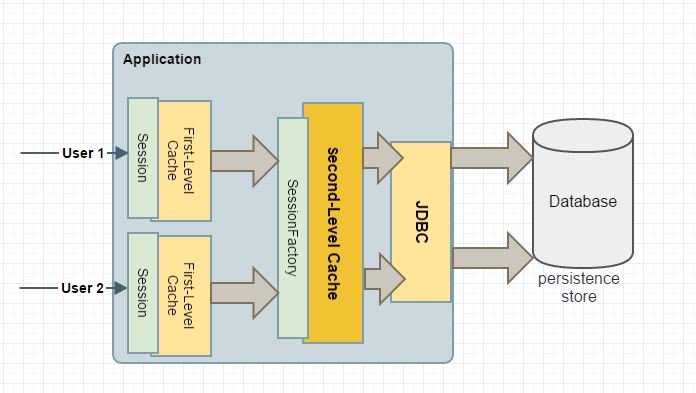 Application
User 1
Session
First-Level
Cache
User 2
Session
First-Level
Cache
SessionFactory
Second-Level Cache
JDBC
Database
persistence
store